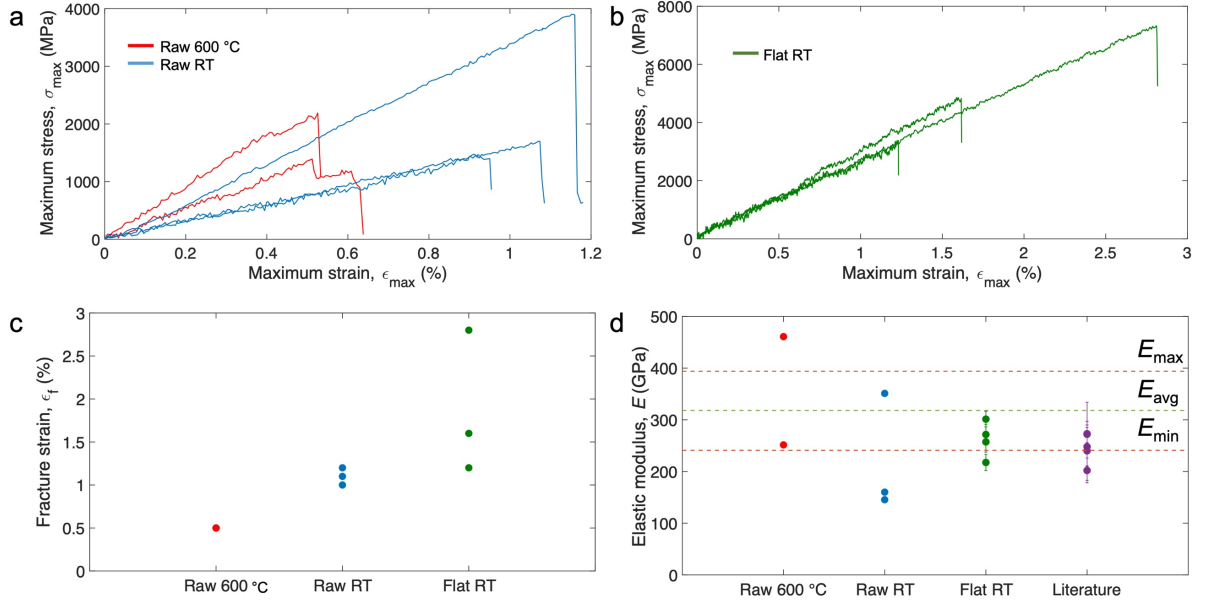 a
4000
3000
2000
1000
0
Maximum stress, σmax (MPa)
Raw 600 °C
Raw RT
0
0.2
0.4
0.6
0.8
1
1.2
Maximum strain, ϵmax (%)
b
8000
6000
4000
2000
0
Maximum stress, σmax (MPa)
Flat RT
0
0.5
1
1.5
2
2.5
3
Maximum strain, ϵmax (%)
c
3
2.5
2
1.5
1
0.5
0
Fracture strain, ϵf (%)
Raw 600 °C
Raw RT
Flat RT
d
500
400
300
200
100
0
Elastic modulus, E (GPa)
Emax
Eavg
Emin
Raw 600 °C
Raw RT
Flat RT
Literature